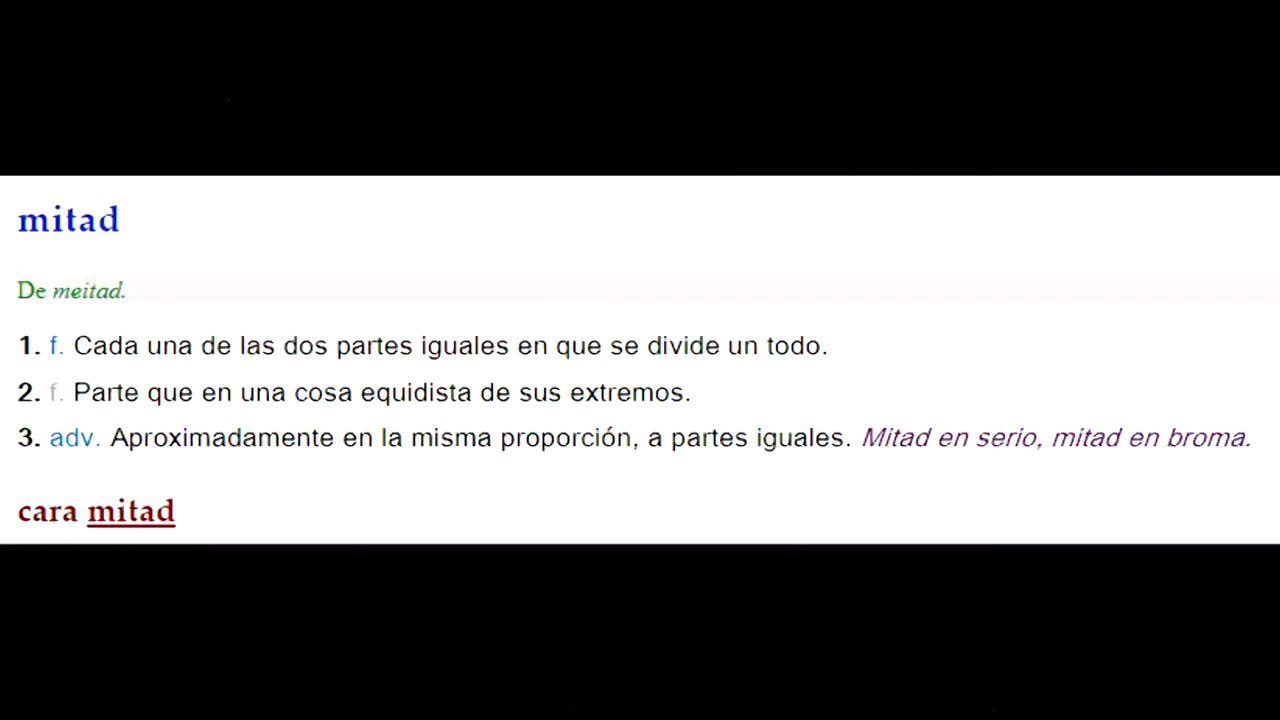 mitad
De meitad.
1. f. Cada una de las dos partes iguales en que se divide un todo.
2. f. Parte que en una cosa equidista de sus extremos.
3. adv. Aproximadamente en la misma proporción, a partes iguales. Mitad en serio, mitad en broma.
cara mitad